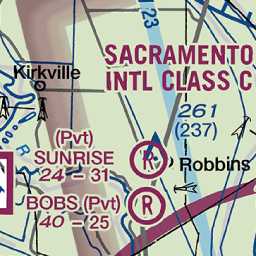 V 23
SACRAMENTO
INTL CLASS C
Kirkville
261
(237)
(Pvt)
SUNRISE
24 – 31
R
Robbins
BOBS (Pvt)
40 – 25
R
R